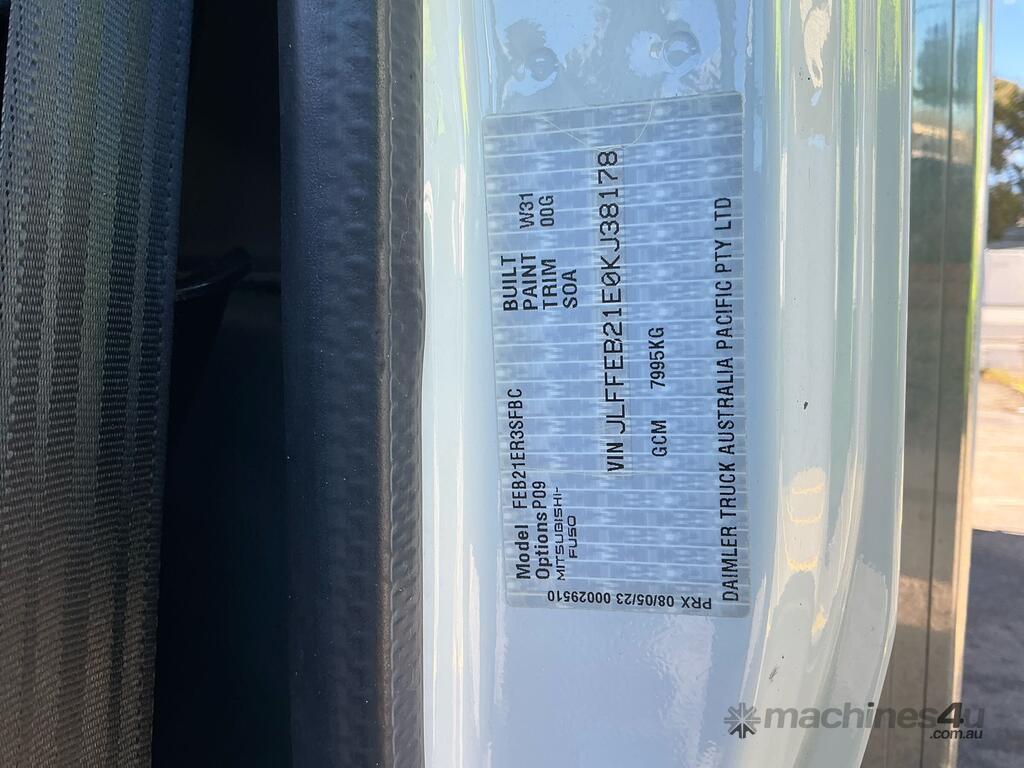 Model FEB21ER3SFBC
Options P09
MITSUBISHI-
FUSO
BUILT
PAINT W31
TRIM 00G
SOA
VIN JLFFEB21E0KJ38178
GCM 7995KG
DAIMLER TRUCK AUSTRALIA PACIFIC PTY LTD
PRX 08/05/23 00029510
machines4u
.com.au